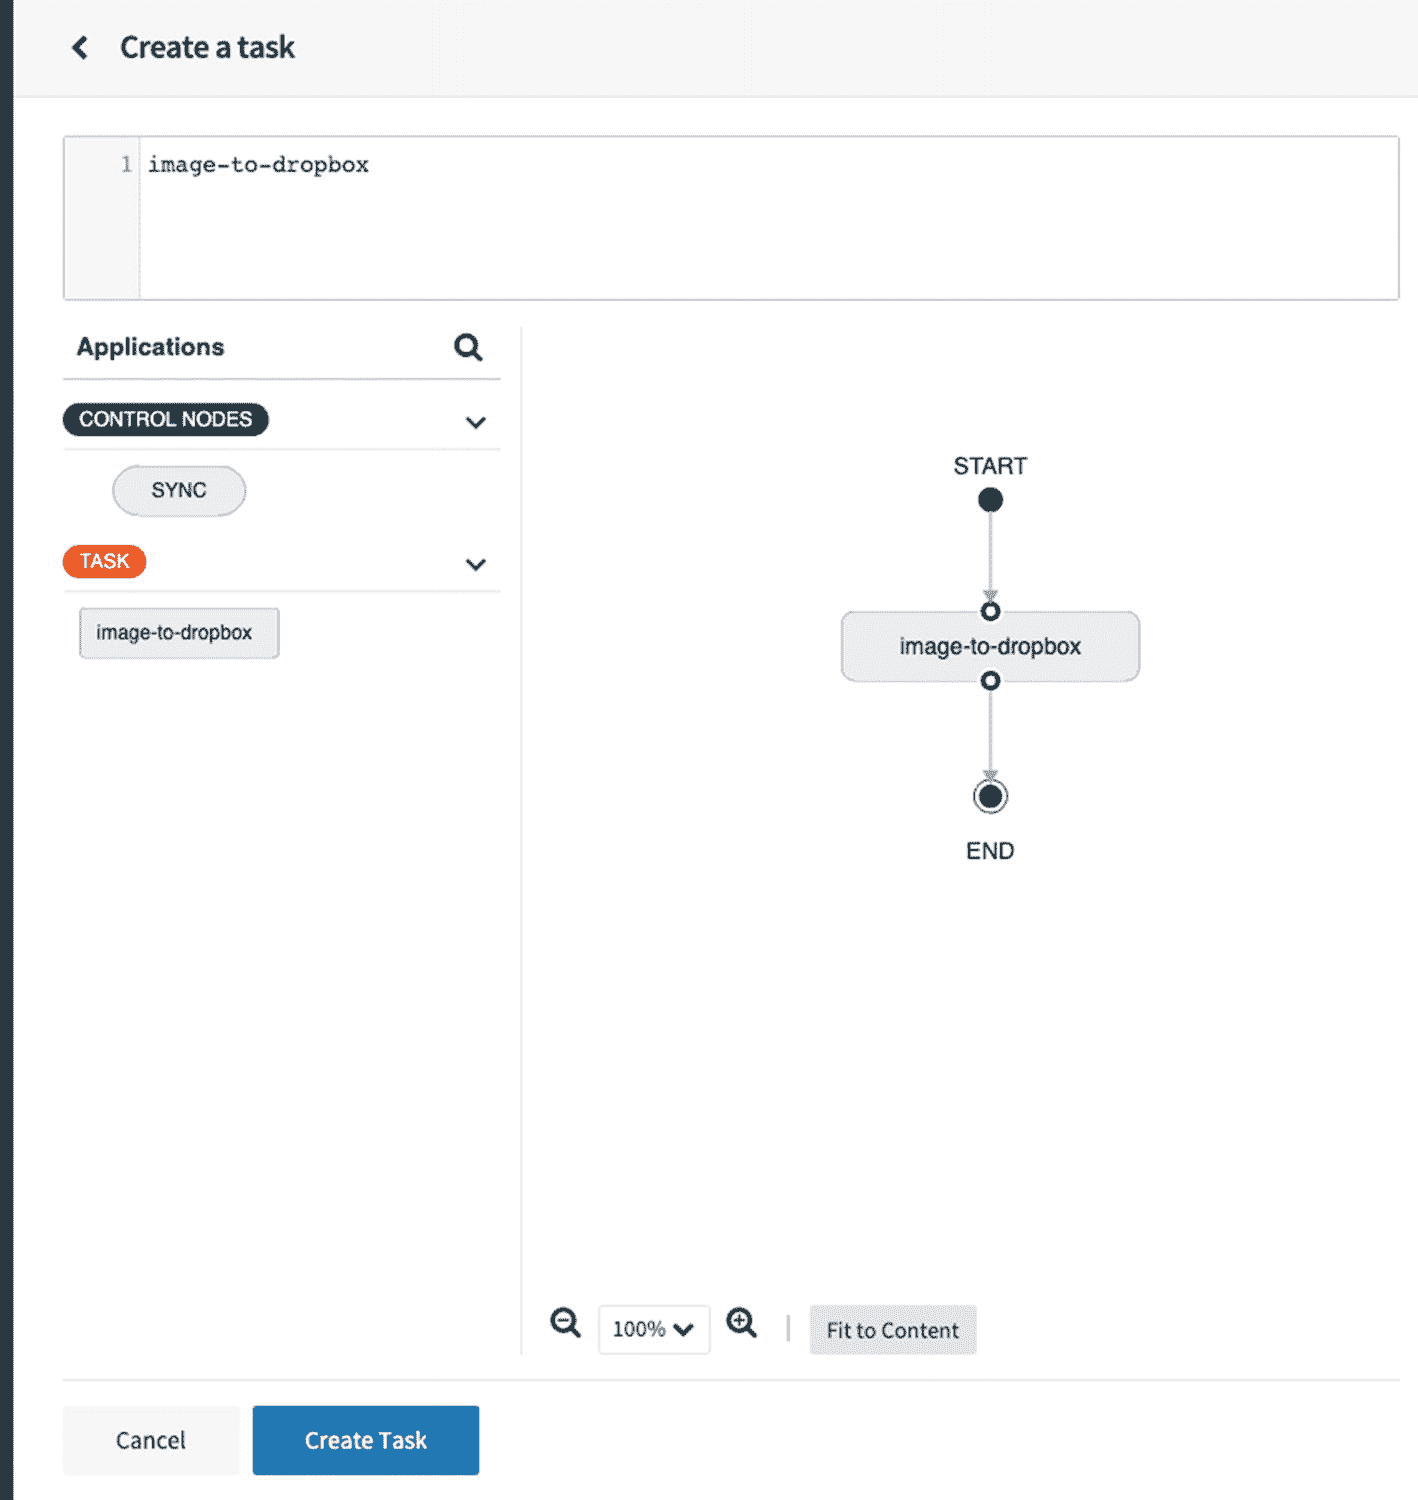 Create a task
1 image-to-dropbox
Applications
CONTROL NODES
SYNC
TASK
image-to-dropbox
START
image-to-dropbox
END
100%
Fit to Content
Cancel
Create Task